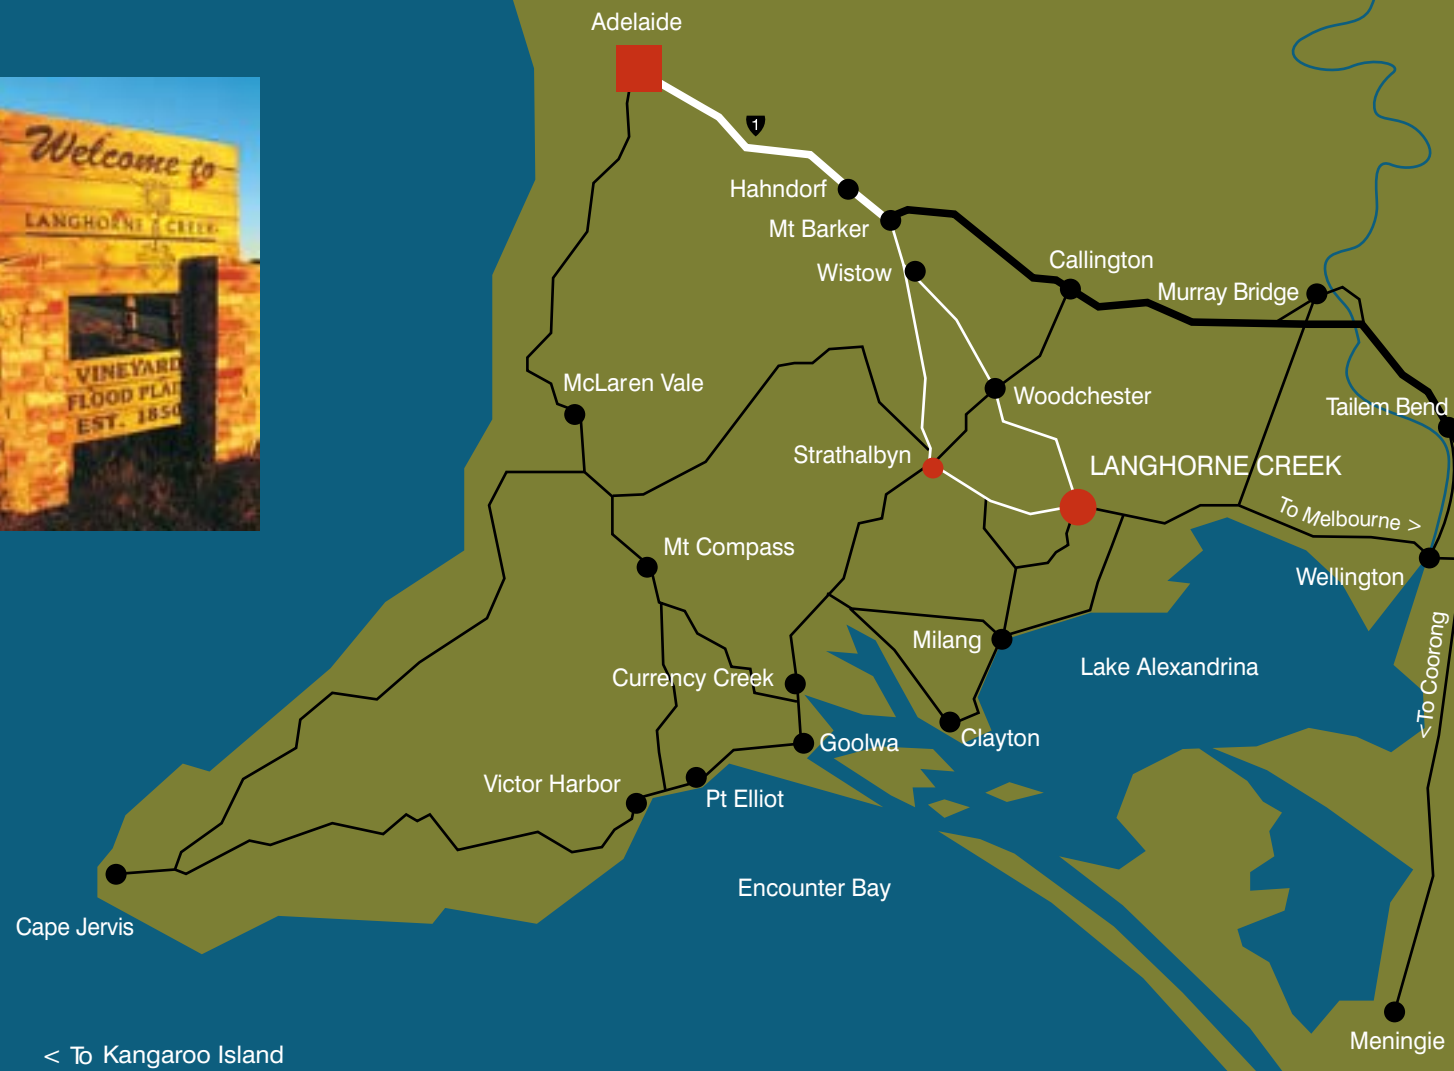 Adelaide
1
Welcome to
LANGHORNE CREEK
VINEYARD
FLOOD PLAI
EST. 1850
Hahndorf
Mt Barker
Wistow
Callington
Murray Bridge
McLaren Vale
Woodchester
Tailem Bend
Strathalbyn
LANGHORNE CREEK
To Melbourne >
Mt Compass
Wellington
Milang
Lake Alexandrina
< To Coorong
Currency Creek
Goolwa
Clayton
Victor Harbor
Pt Elliot
Encounter Bay
Cape Jervis
Meningie
< To Kangaroo Island